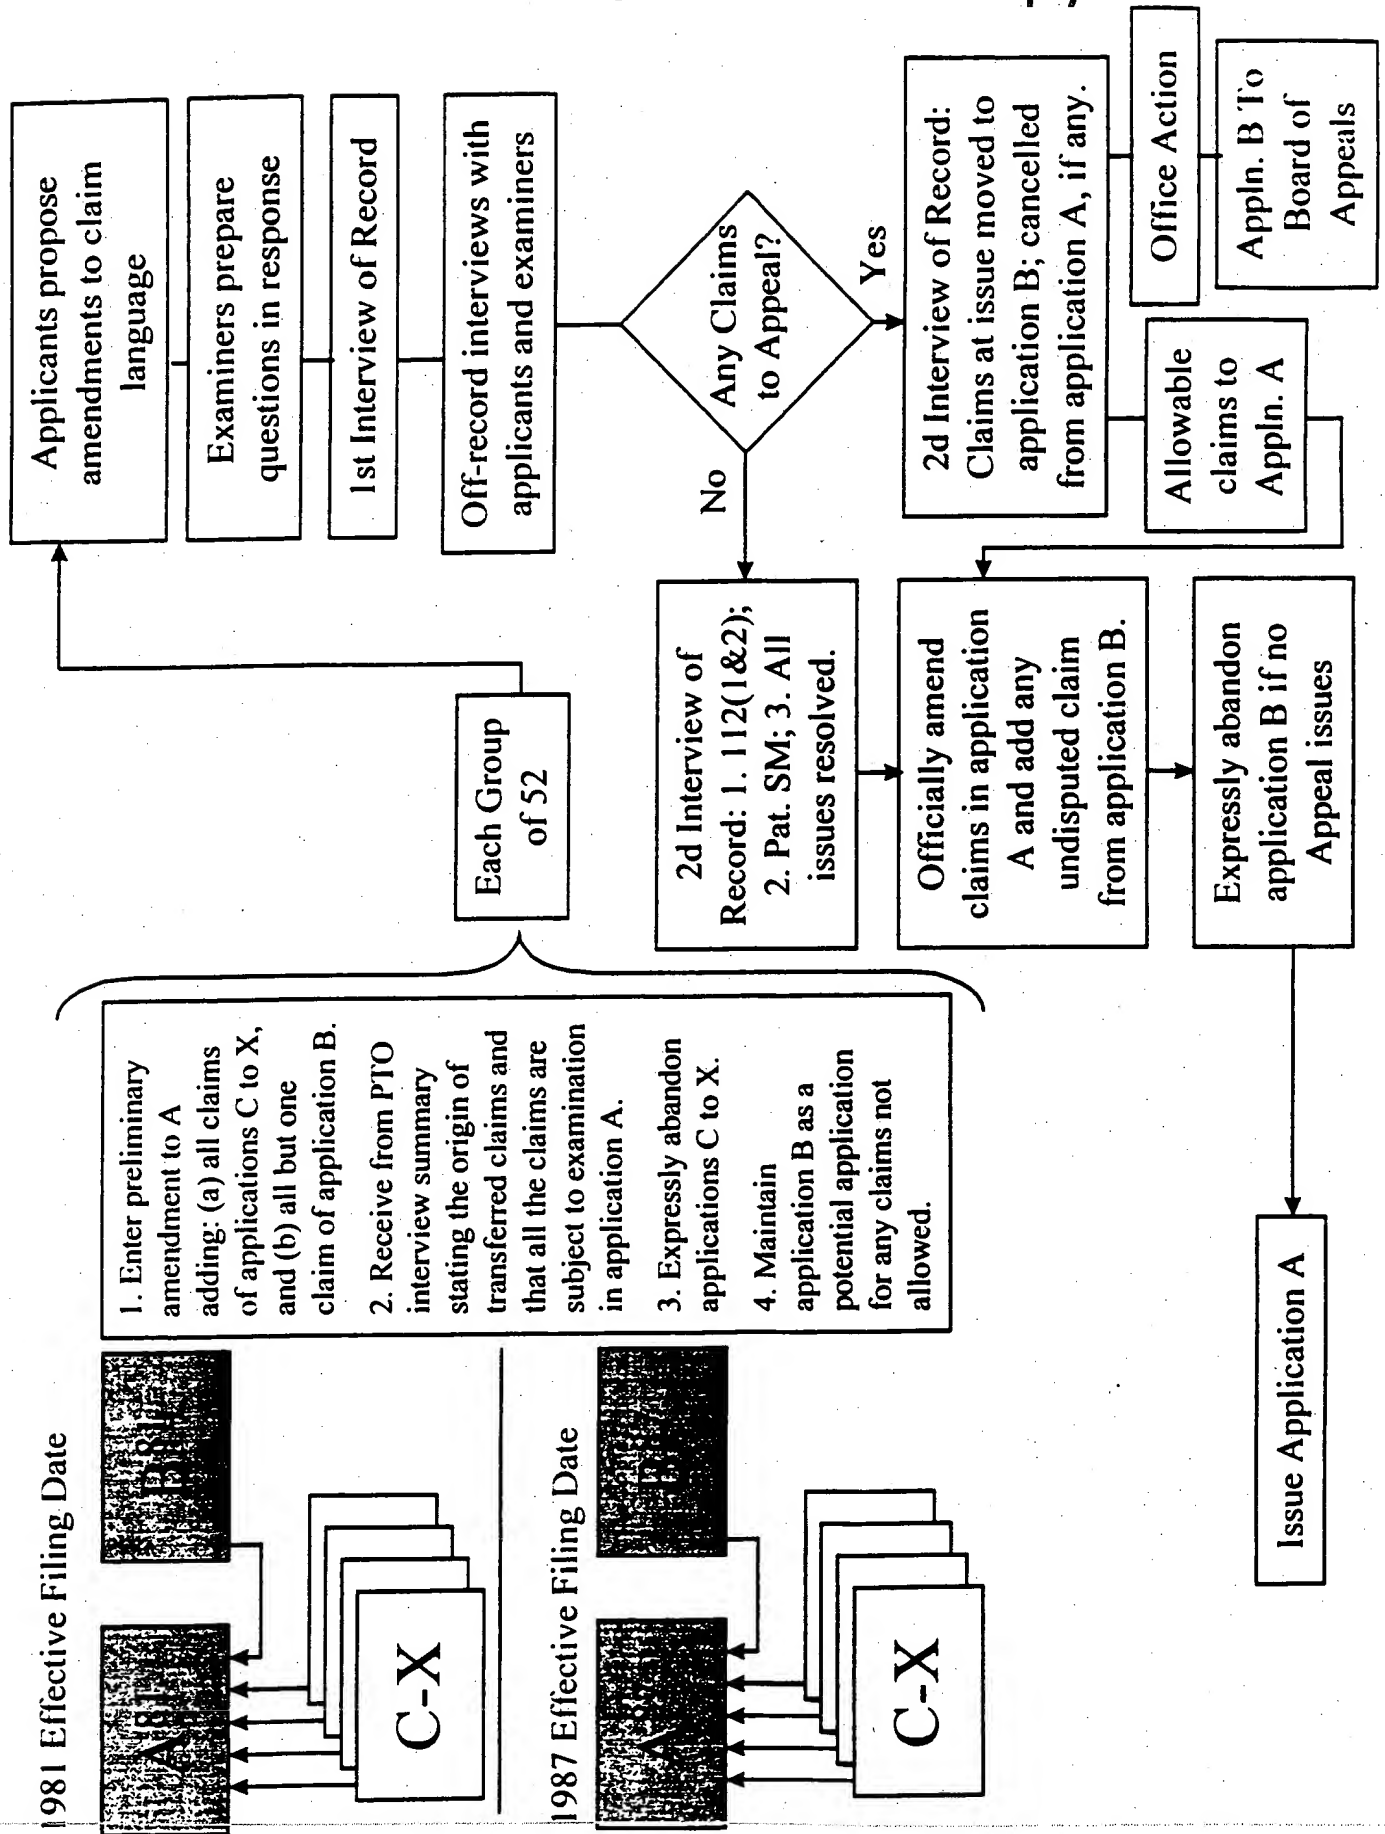 1981 Effective Filing Date
A81
B81
C-X
1987 Effective Filing Date
A87
B
C-X
1. Enter preliminary
amendment to A
adding: (a) all claims
of applications C to X,
and (b) all but one
claim of application B.
2. Receive from PTO
interview summary
stating the origin of
transferred claims and
that all the claims are
subject to examination
in application A.
3. Expressly abandon
applications C to X.
4. Maintain
application B as a
potential application
for any claims not
allowed.
Each Group
of 52
Applicants propose
amendments to claim
language
Examiners prepare
questions in response
1st Interview of Record
Off-record interviews with
applicants and examiners
Any Claims
to Appeal?
No
Yes
2d Interview of
Record: 1. 112(1&2);
2. Pat. SM; 3. All
issues resolved.
2d Interview of Record:
Claims at issue moved to
application B; cancelled
from application A, if any.
Allowable
claims to
Appln. A
Office Action
Appln. B To
Board of
Appeals
Officially amend
claims in application
A and add any
undisputed claim
from application B.
Expressly abandon
application B if no
Appeal issues
Issue Application A